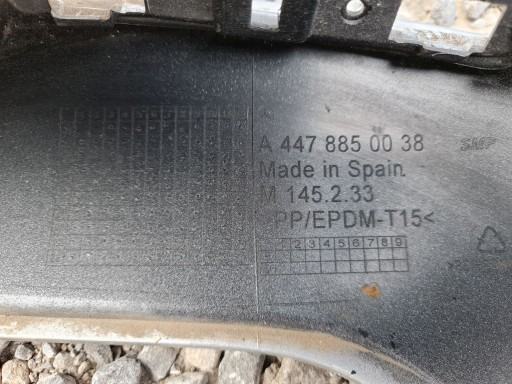 A 447 885 00 38
SMP
Made in Spain.
M 145.2.33
PP/EPDM-T15<
1 2 3 4 5 6 7 8 9